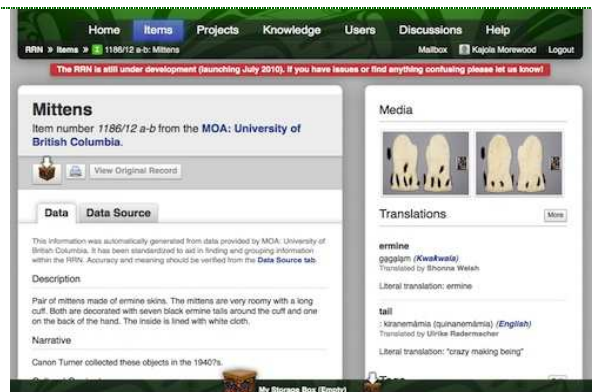 Home Items Projects Knowledge Users Discussions Help
RRN » Items » 1186/12 a-b: Mittens Mailbox Kajola Morewood Logout
The RRN is still under development (launching July 2010). If you have issues or find anything confusing please let us know!
Mittens
Item number 1186/12 a-b from the MOA: University of
British Columbia.
View Original Record
Data Data Source
This information was automatically generated from data provided by MOA: University of
British Columbia. It has been standardized to aid in finding and grouping information
within the RRN. Accuracy and meaning should be verified from the Data Source tab.
Description
Pair of mittens made of ermine skins. The mittens are very roomy with a long
cuff. Both are decorated with seven black ermine tails around the cuff and one
on the back of the hand. The inside is lined with white cloth.
Narrative
Canon Turner collected these objects in the 1940?s.
Media
Translations More
ermine
(Kwakwala)
Translated by Shonna Welsh
Literal translation: ermine
tail
: kiranemámia (quinanemámia) (English)
Translated by Ulrike Radermacher
Literal translation: "crazy making being"
Tags
My Storage Box (Empty)